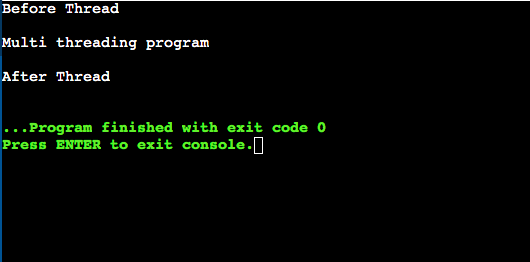 Before Thread
Multi threading program
After Thread
...Program finished with exit code 0
Press ENTER to exit console.